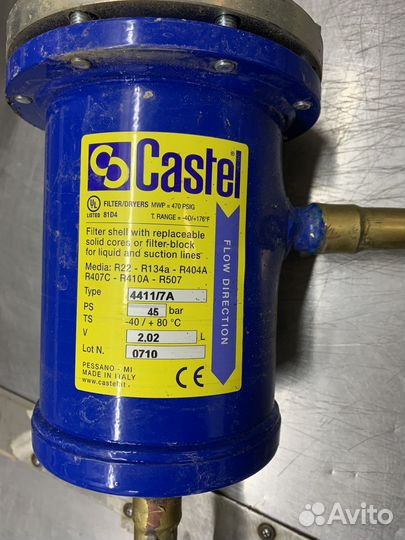 Castel®
UL LISTED 81D4
FILTER/DRYERS MWP = 470 PSIG
T. RANGE = -40/+176°F
Filter shell with replaceable
solid cores or filter-block
for liquid and suction lines
Media: R22 - R134a - R404A
R407C - R410A - R507
Type 4411/7A
PS 45 bar
TS -40 / + 80 °C
V 2,02 L
Lot N. 0710
PESSANO - MI
MADE IN ITALY
www.castel.it
CE
FLOW DIRECTION
Avito